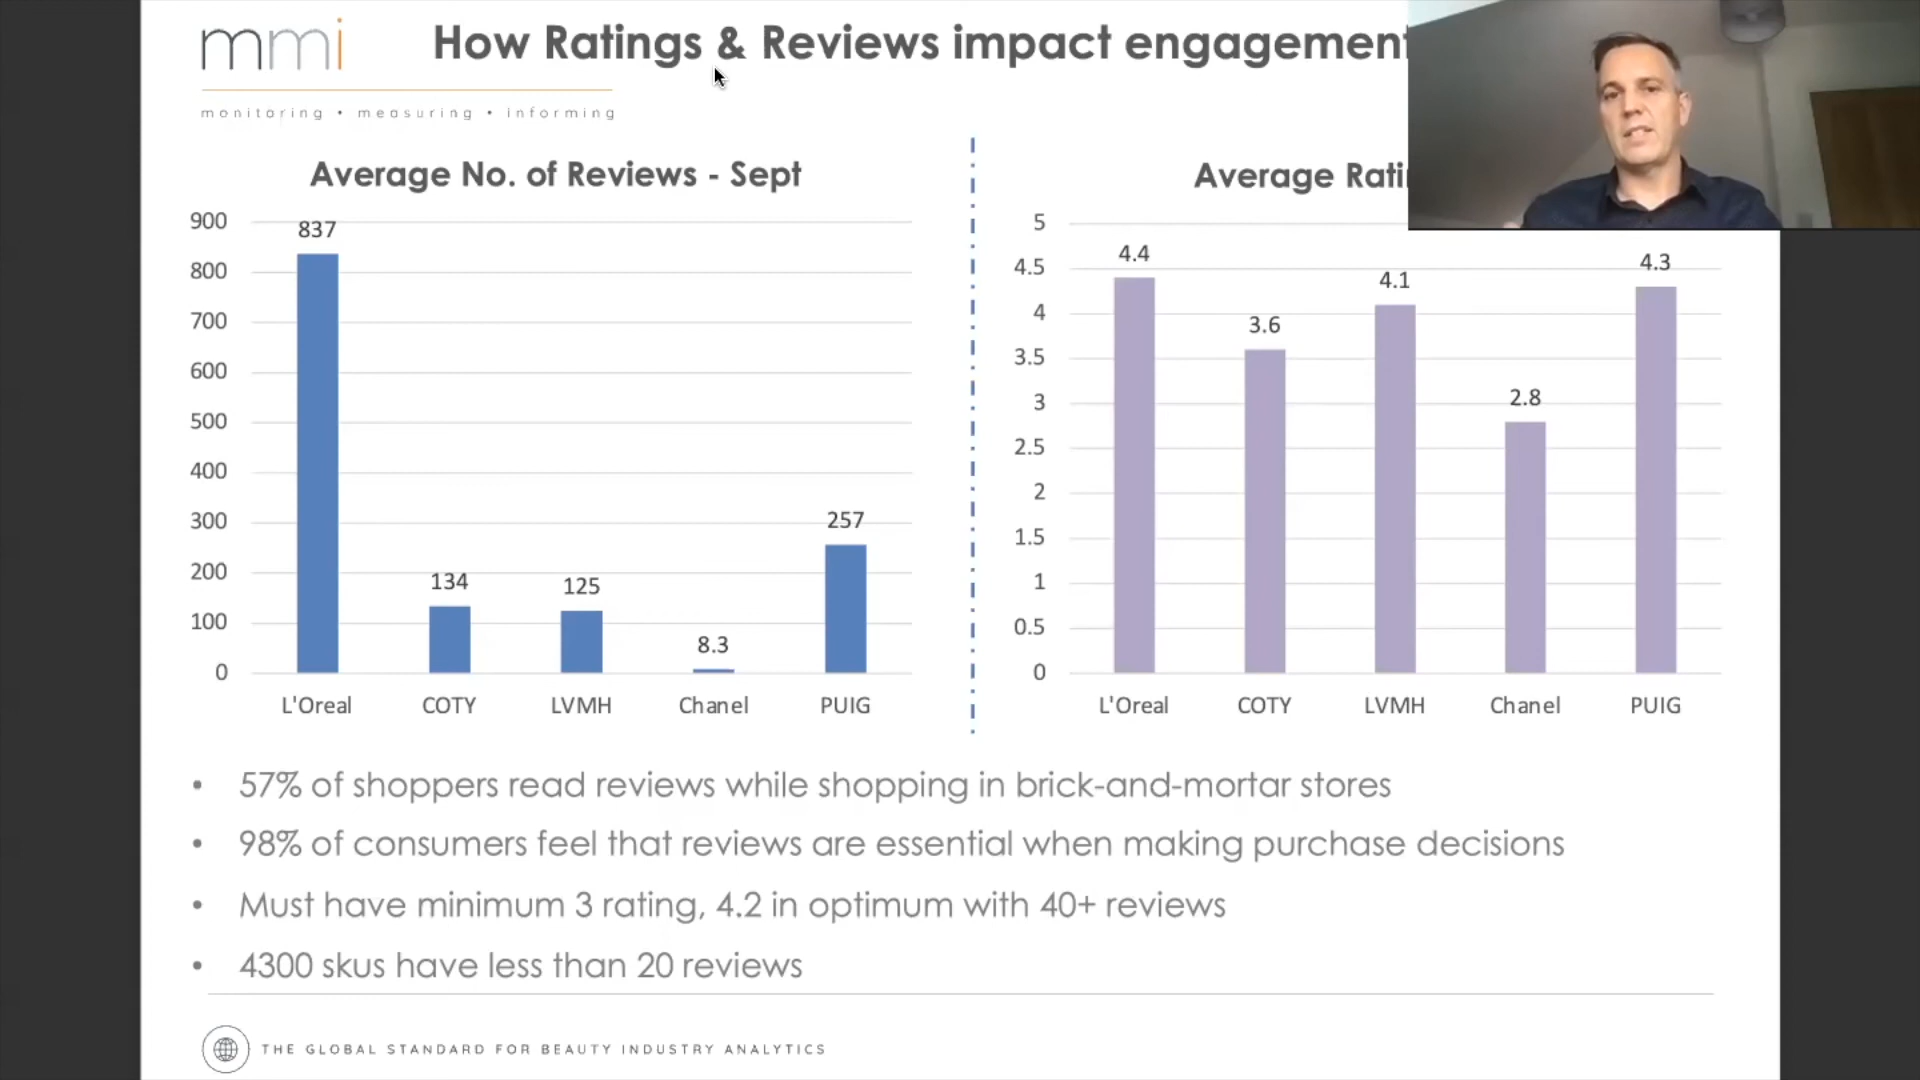 mmi
How Ratings & Reviews impact engagement
monitoring • measuring • informing
Average No. of Reviews - Sept
900
800
700
600
500
400
300
200
100
0
837
134
125
8.3
257
L'Oreal
COTY
LVMH
Chanel
PUIG
Average
5
4.5
4
3.5
3
2.5
2
1.5
1
0.5
0
4.4
3.6
4.1
2.8
4.3
L'Oreal
COTY
LVMH
Chanel
PUIG
• 57% of shoppers read reviews while shopping in brick-and-mortar stores
• 98% of consumers feel that reviews are essential when making purchase decisions
• Must have minimum 3 rating, 4.2 in optimum with 40+ reviews
• 4300 skus have less than 20 reviews
THE GLOBAL STANDARD FOR BEAUTY INDUSTRY ANALYTICS